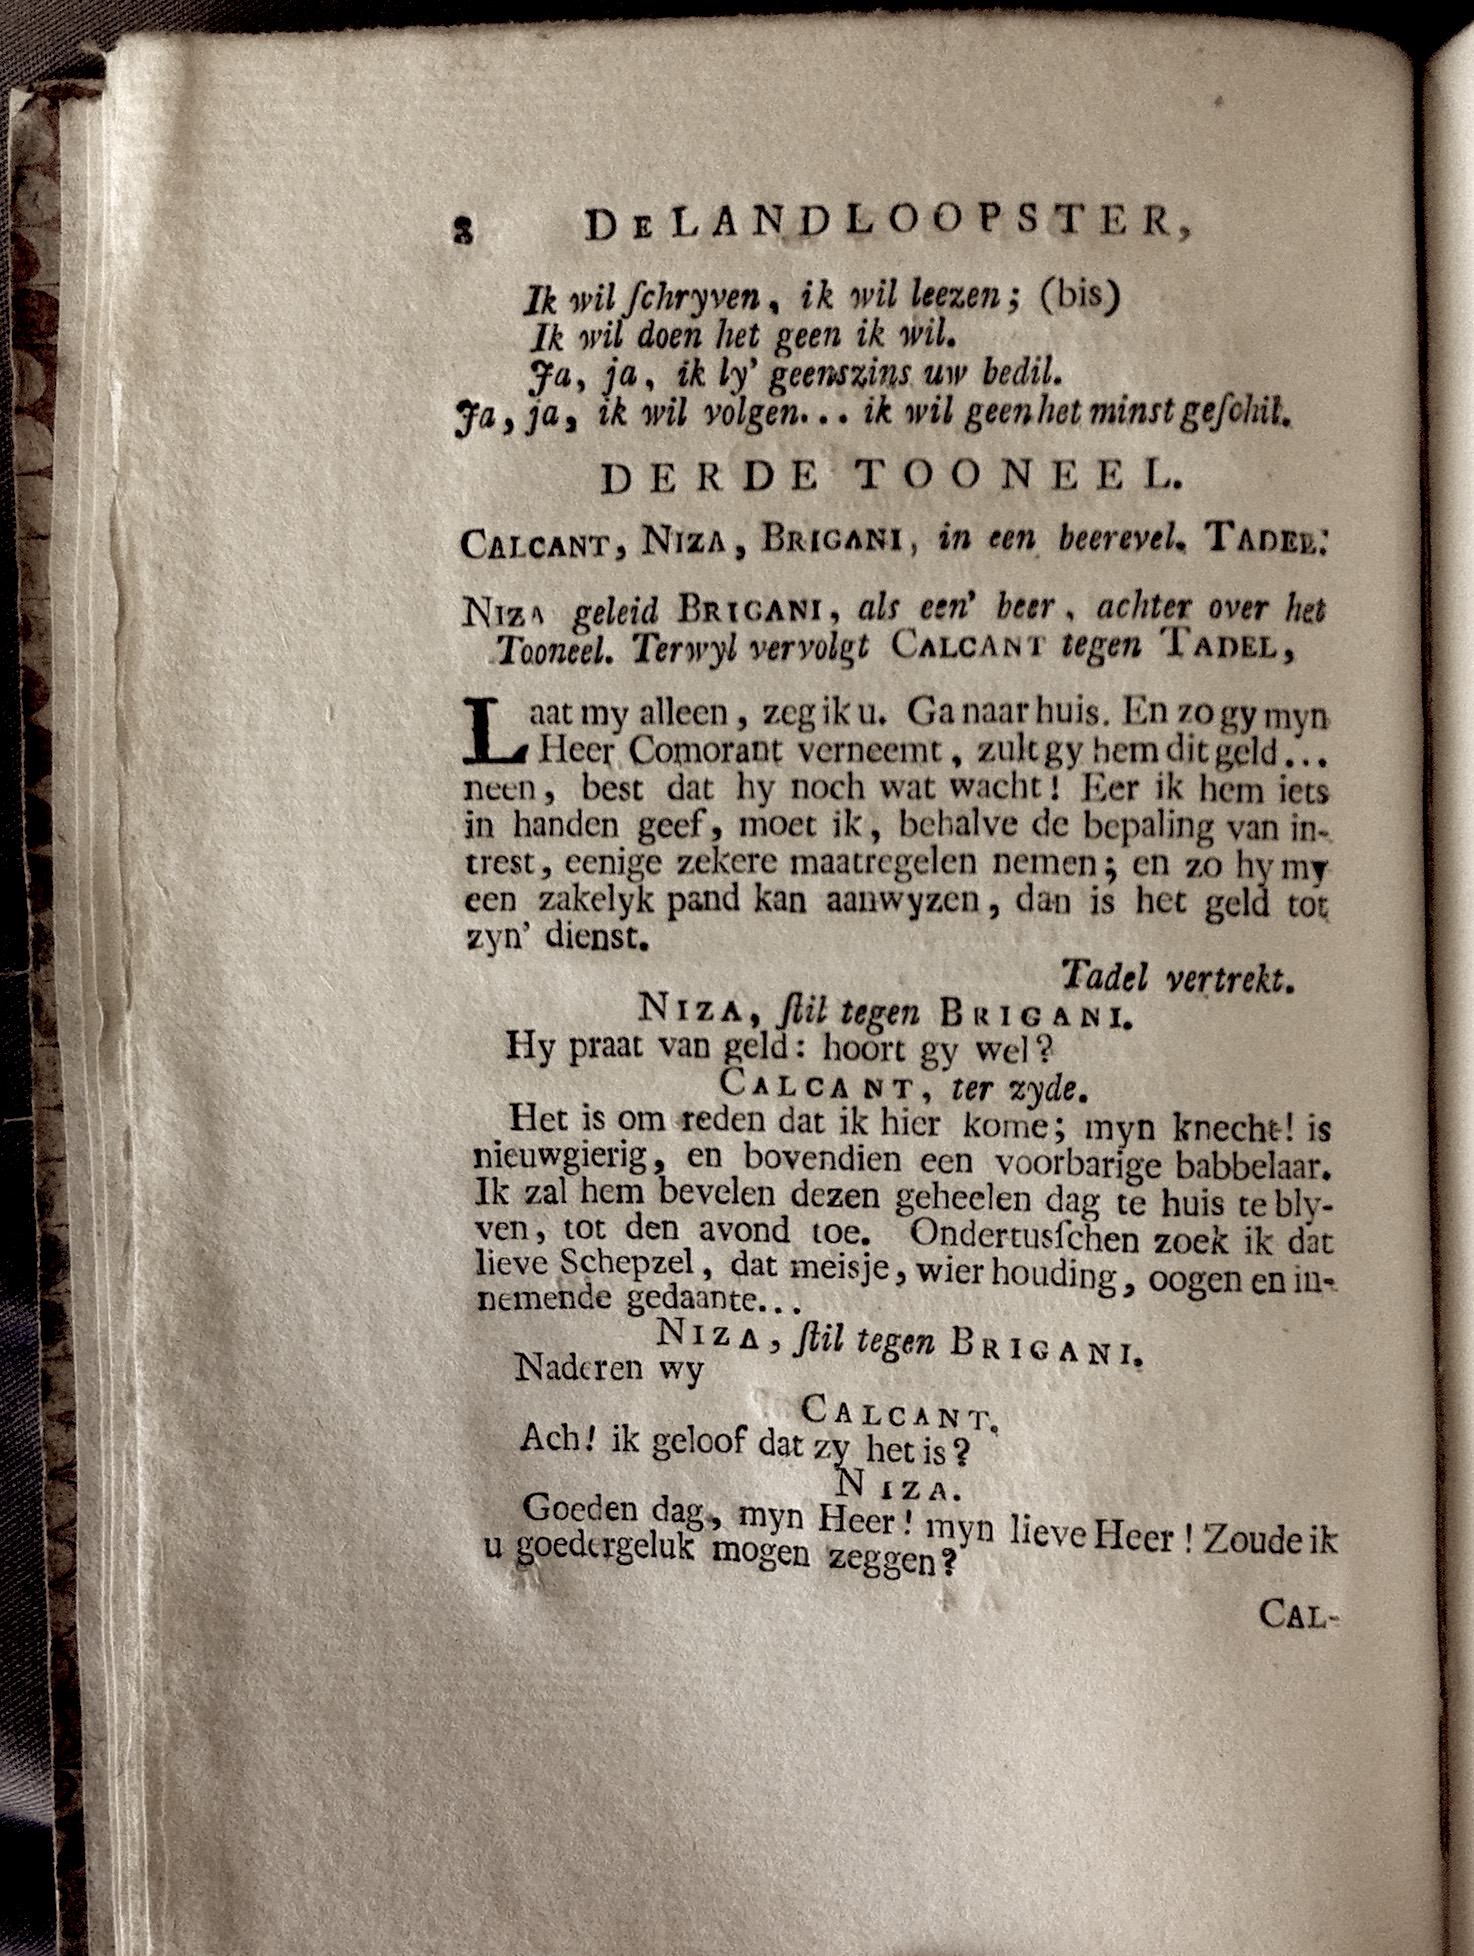 8 DE LANDLOOPSTER,
Ik wil ſchryven, ik wil leezen; (bis)
Ik wil doen het geen ik wil.
Ja, ja, ik ly' geenszins uw bedil.
Ja, ja, ik wil volgen... ik wil geen het minst geſchil.
DERDE TOONEEL.
CALCANT, NIZA, BRIGANI, in een beerevel. TADEL:
NIZA geleid BRIGANI, als een' beer, achter over het
Tooneel. Terwyl vervolgt CALCANT tegen TADEL,
Laat my alleen, zeg ik u. Ga naar huis. En zo gy myn
Heer Comorant verneemt, zult gy hem dit geld...
neen, best dat hy noch wat wacht! Eer ik hem iets
in handen geef, moet ik, behalve de bepaling van in-
trest, eenige zekere maatregelen nemen; en zo hy my
een zakelyk pand kan aanwyzen, dan is het geld tot
zyn' dienst.
Tadel vertrekt.
NIZA, ſtil tegen BRIGANI.
Hy praat van geld: hoort gy wel?
CALCANT, ter zyde.
Het is om reden dat ik hier kome; myn knecht! is
nieuwgierig, en bovendien een voorbarige babbelaar.
Ik zal hem bevelen dezen geheelen dag te huis te bly-
ven, tot den avond toe. Ondertusſchen zoek ik dat
lieve Schepzel, dat meisje, wier houding, oogen en in-
nemende gedaante...
NIZA, ſtil tegen BRIGANI.
Naderen wy
CALCANT.
Ach! ik geloof dat zy het is?
NIZA.
Goeden dag, myn Heer! myn lieve Heer! Zoude ik
u goedergeluk mogen zeggen?
CAL-